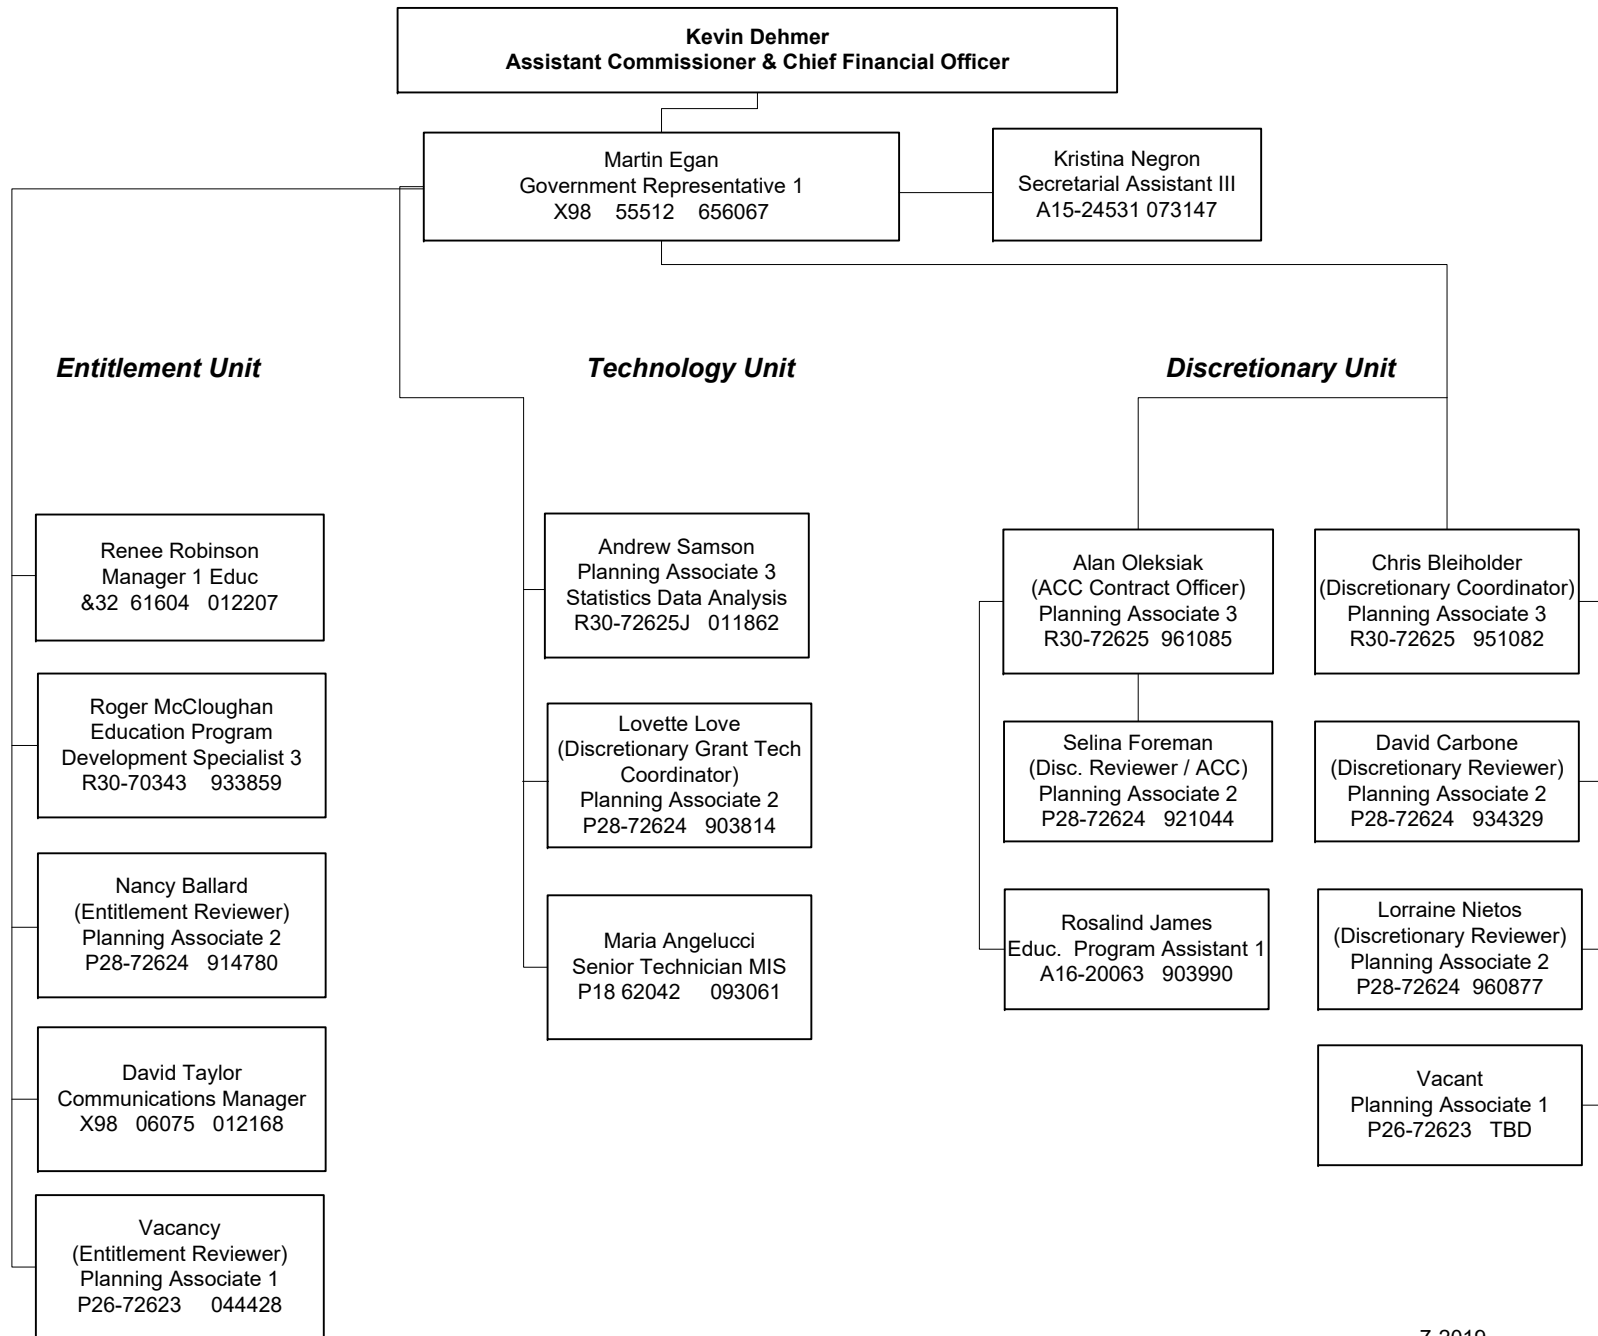 Kevin Dehmer
Assistant Commissioner & Chief Financial Officer
Martin Egan
Government Representative 1
X98 55512 656067
Kristina Negron
Secretarial Assistant III
A15-24531 073147
Entitlement Unit
Technology Unit
Discretionary Unit
Renee Robinson
Manager 1 Educ
&32 61604 012207
Roger McCloughan
Education Program
Development Specialist 3
R30-70343 933859
Nancy Ballard
(Entitlement Reviewer)
Planning Associate 2
P28-72624 914780
David Taylor
Communications Manager
X98 06075 012168
Vacancy
(Entitlement Reviewer)
Planning Associate 1
P26-72623 044428
Andrew Samson
Planning Associate 3
Statistics Data Analysis
R30-72625J 011862
Lovette Love
(Discretionary Grant Tech
Coordinator)
Planning Associate 2
P28-72624 903814
Maria Angelucci
Senior Technician MIS
P18 62042 093061
Alan Oleksiak
(ACC Contract Officer)
Planning Associate 3
R30-72625 961085
Selina Foreman
(Disc. Reviewer / ACC)
Planning Associate 2
P28-72624 921044
Rosalind James
Educ. Program Assistant 1
A16-20063 903990
Chris Bleiholder
(Discretionary Coordinator)
Planning Associate 3
R30-72625 951082
David Carbone
(Discretionary Reviewer)
Planning Associate 2
P28-72624 934329
Lorraine Nietos
(Discretionary Reviewer)
Planning Associate 2
P28-72624 960877
Vacant
Planning Associate 1
P26-72623 TBD
7-2019